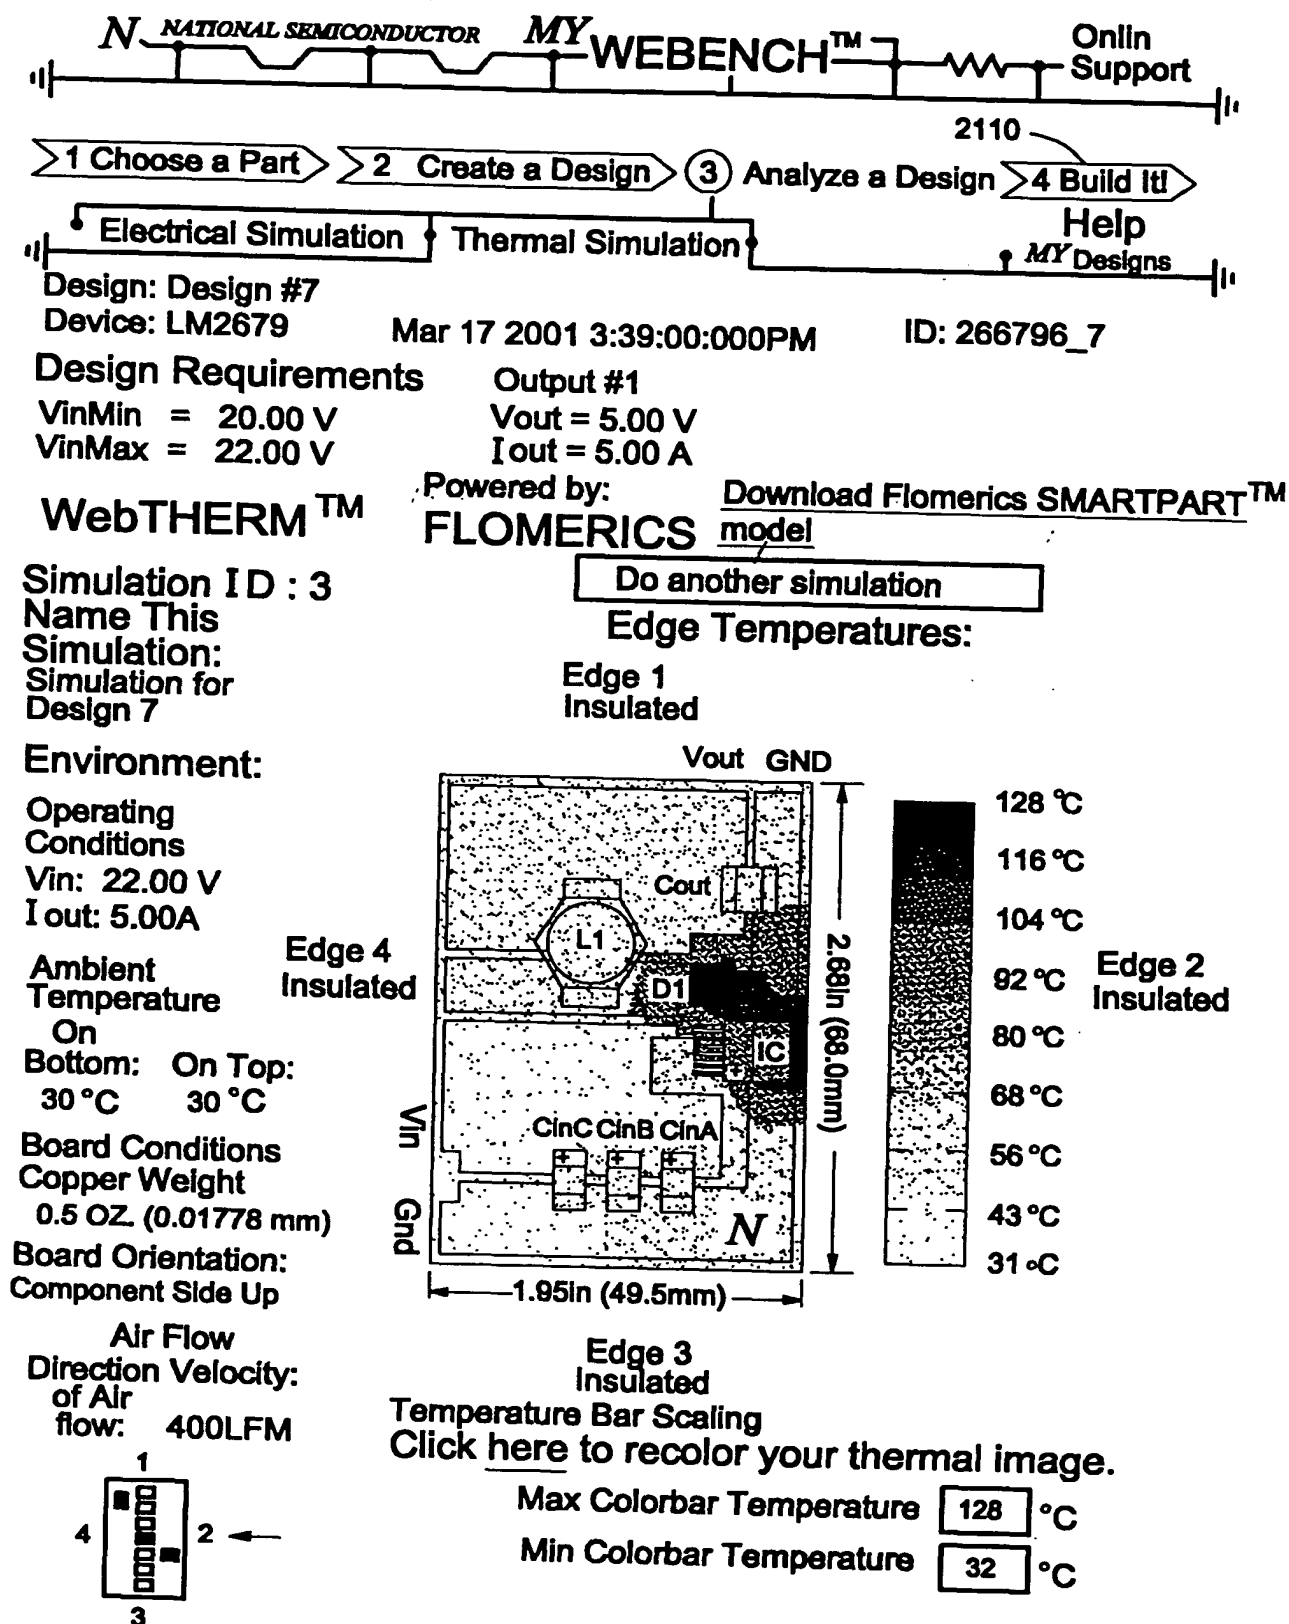 N NATIONAL SEMICONDUCTOR MY WEBENCH™ Onlin
Support
2110
1 Choose a Part 2 Create a Design 3 Analyze a Design 4 Build It!
Help
Electrical Simulation Thermal Simulation MY Designs
Design: Design #7
Device: LM2679 Mar 17 2001 3:39:00:000PM ID: 266796_7
Design Requirements Output #1
VinMin = 20.00 V Vout = 5.00 V
VinMax = 22.00 V Iout = 5.00 A
WebTHERM™ Powered by: Download Flomerics SMARTPART™
FLOMERICS model
Do another simulation
Simulation ID : 3
Name This
Simulation:
Simulation for
Design 7
Edge Temperatures:
Edge 1
Insulated
Environment:
Operating
Conditions
Vin: 22.00 V
Iout: 5.00A
Ambient
Temperature
On
Bottom: On Top:
30 °C 30 °C
Board Conditions
Copper Weight
0.5 OZ. (0.01778 mm)
Board Orientation:
Component Side Up
Air Flow
Direction Velocity:
of Air
flow: 400LFM
1
4 2
3
Edge 4
Insulated
Vout GND
Cout
L1
D1
IC
+
CinC CinB CinA
+ + +
N
Vin
Gnd
2.68in (68.0mm)
1.95in (49.5mm)
128 °C
116 °C
104 °C
92 °C
80 °C
68 °C
56 °C
43 °C
31 °C
Edge 2
Insulated
Edge 3
Insulated
Temperature Bar Scaling
Click here to recolor your thermal image.
Max Colorbar Temperature 128 °C
Min Colorbar Temperature 32 °C